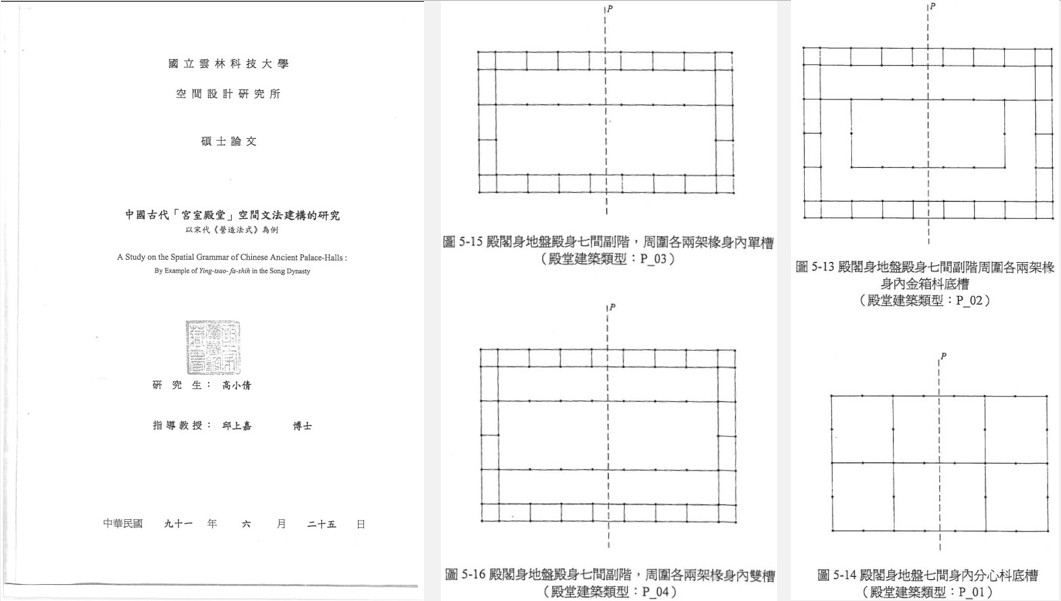 國立雲林科技大學
空間設計研究所
碩士論文
中國古代「宮室殿堂」空間文法建構的研究
以宋代《營造法式》為例
A Study on the Spatial Grammar of Chinese Ancient Palace-Halls :
By Example of Ying-tsao- fa-shih in the Song Dynasty
研究生： 高小倩
指導教授： 邱上嘉 博士
中華民國 九十一 年 六 月 二十五 日
P
圖 5-15 殿閣身地盤殿身七間副階，周圍各兩架椽身內單槽
（殿堂建築類型：P_03）
P
圖 5-16 殿閣身地盤殿身七間副階，周圍各兩架椽身內雙槽
（殿堂建築類型：P_04）
P
圖 5-13 殿閣身地盤殿身七間副階周圍各兩架椽
身內金箱枓底槽
（殿堂建築類型：P_02）
P
圖 5-14 殿閣身地盤七間身內分心枓底槽
（殿堂建築類型：P_01）